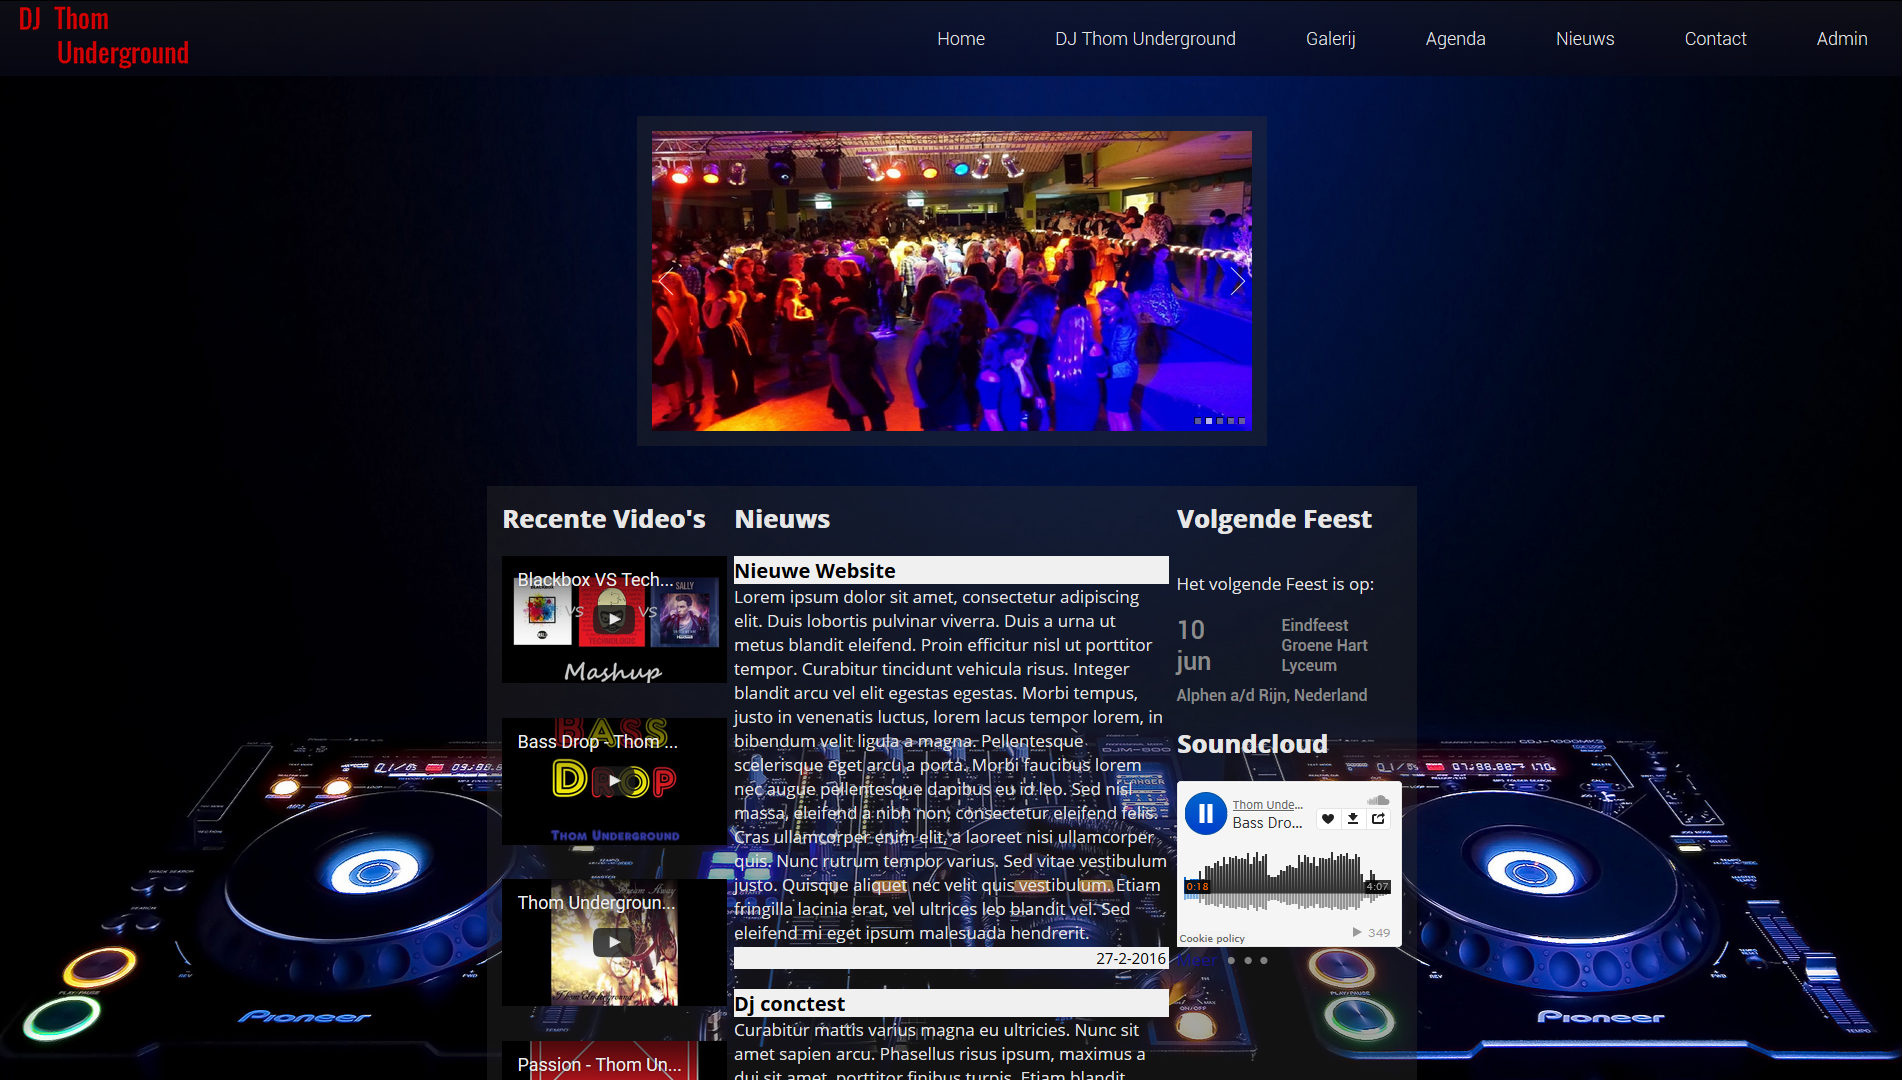 DJ Thom
Underground
Home
DJ Thom Underground
Galerij
Agenda
Nieuws
Contact
Admin
Recente Video's
Blackbox VS Tech...
SALLY
VS
VS
Mashup
BASS
Bass Drop - Thom ...
DROP
THOM UNDERGROUND
Thom Undergroun...
Dream Away
Thom Underground
Passion - Thom Un...
Nieuws
Nieuwe Website
Lorem ipsum dolor sit amet, consectetur adipiscing
elit. Duis lobortis pulvinar viverra. Duis a urna ut
metus blandit eleifend. Proin efficitur nisl ut porttitor
tempor. Curabitur tincidunt vehicula risus. Integer
blandit arcu vel elit egestas egestas. Morbi tempus,
justo in venenatis luctus, lorem lacus tempor lorem, in
bibendum velit ligula a magna. Pellentesque
scelerisque eget arcu a porta. Morbi faucibus lorem
nec augue pellentesque dapibus eu id leo. Sed nisl
massa, eleifend a nibh non, consectetur eleifend felis.
Cras ullamcorper enim elit, a laoreet nisi ullamcorper
quis. Nunc rutrum tempor varius. Sed vitae vestibulum
justo. Quisque aliquet nec velit quis vestibulum. Etiam
fringilla lacinia erat, vel ultrices leo blandit vel. Sed
eleifend mi eget ipsum malesuada hendrerit.
27-2-2016
Dj conctest
Curabitur mattis varius magna eu ultricies. Nunc sit
amet sapien arcu. Phasellus risus ipsum, maximus a
dui sit amet, porttitor finibus turpis. Etiam blandit
Volgende Feest
Het volgende Feest is op:
10
jun
Eindfeest
Groene Hart
Lyceum
Alphen a/d Rijn, Nederland
Soundcloud
Thom Unde...
Bass Dro...
0:18
4:07
Cookie policy
349
Meer
Pioneer
Pioneer